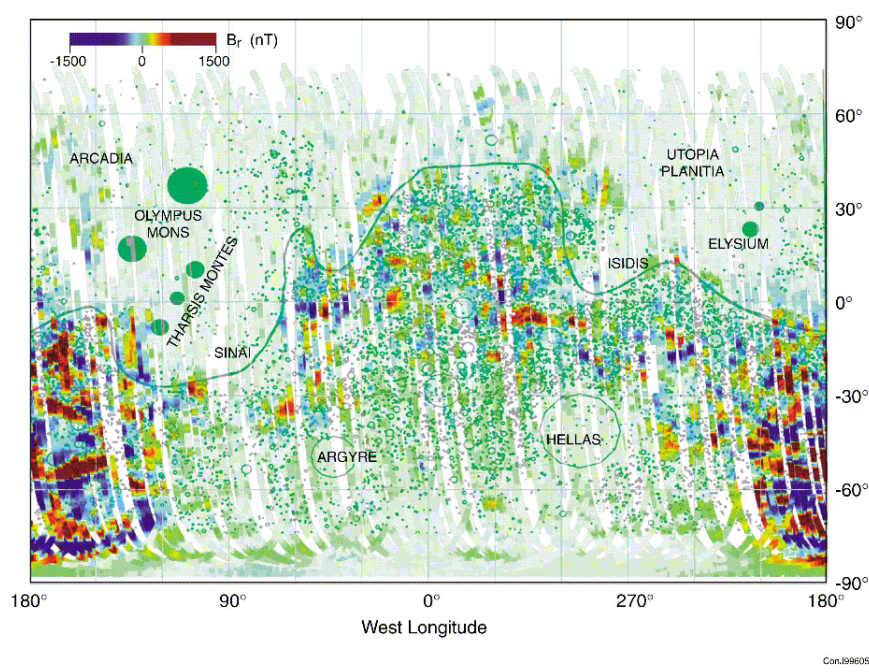 90°
Br (nT)
-1500 0 1500
60°
ARCADIA
UTOPIA
PLANITIA
30°
OLYMPUS
MONS
ELYSIUM
THARSIS MONTES
ISIDIS
0°
SINAI
-30°
HELLAS
ARGYRE
-60°
-90°
180° 90° 0° 270° 180°
West Longitude
ConJ99605